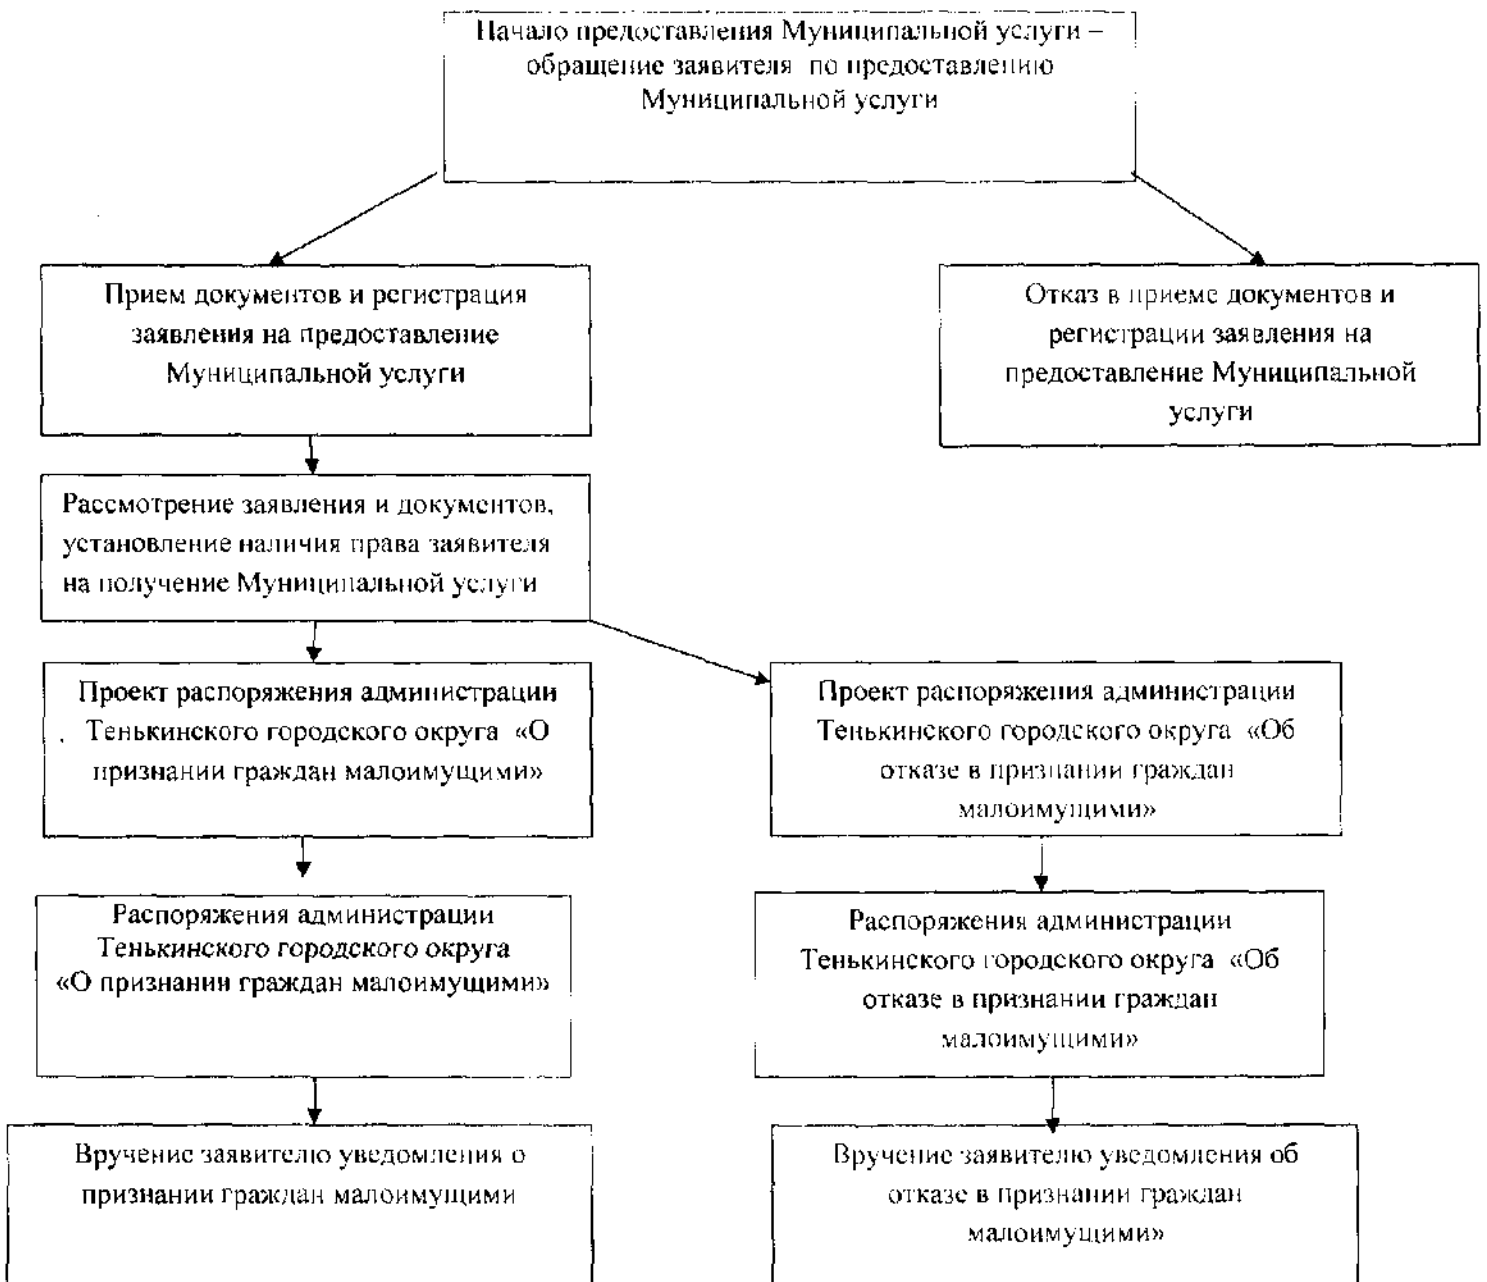 Начало предоставления Муниципальной услуги –
обращение заявителя по предоставлению
Муниципальной услуги
Прием документов и регистрация
заявления на предоставление
Муниципальной услуги
Отказ в приеме документов и
регистрации заявления на
предоставление Муниципальной
услуги
Рассмотрение заявления и документов,
установление наличия права заявителя
на получение Муниципальной услуги
Проект распоряжения администрации
Тенькинского городского округа «О
признании граждан малоимущими»
Проект распоряжения администрации
Тенькинского городского округа «Об
отказе в признании граждан
малоимущими»
Распоряжения администрации
Тенькинского городского округа
«О признании граждан малоимущими»
Распоряжения администрации
Тенькинского городского округа «Об
отказе в признании граждан
малоимущими»
Вручение заявителю уведомления о
признании граждан малоимущими
Вручение заявителю уведомления об
отказе в признании граждан
малоимущими»